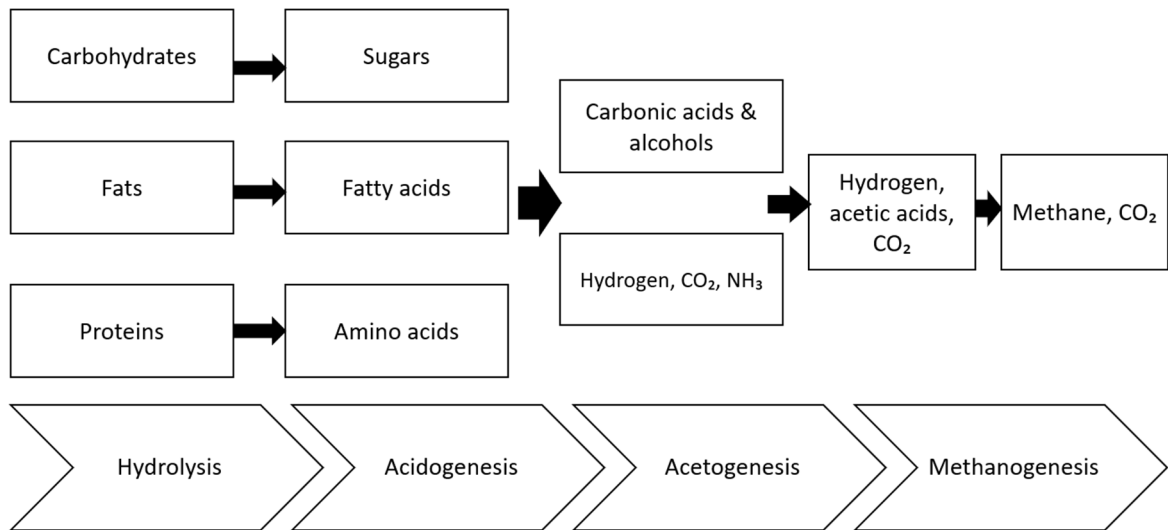 Carbohydrates
Sugars
Fats
Fatty acids
Proteins
Amino acids
Carbonic acids &
alcohols
Hydrogen, CO₂, NH₃
Hydrogen,
acetic acids,
CO₂
Methane, CO₂
Hydrolysis
Acidogenesis
Acetogenesis
Methanogenesis